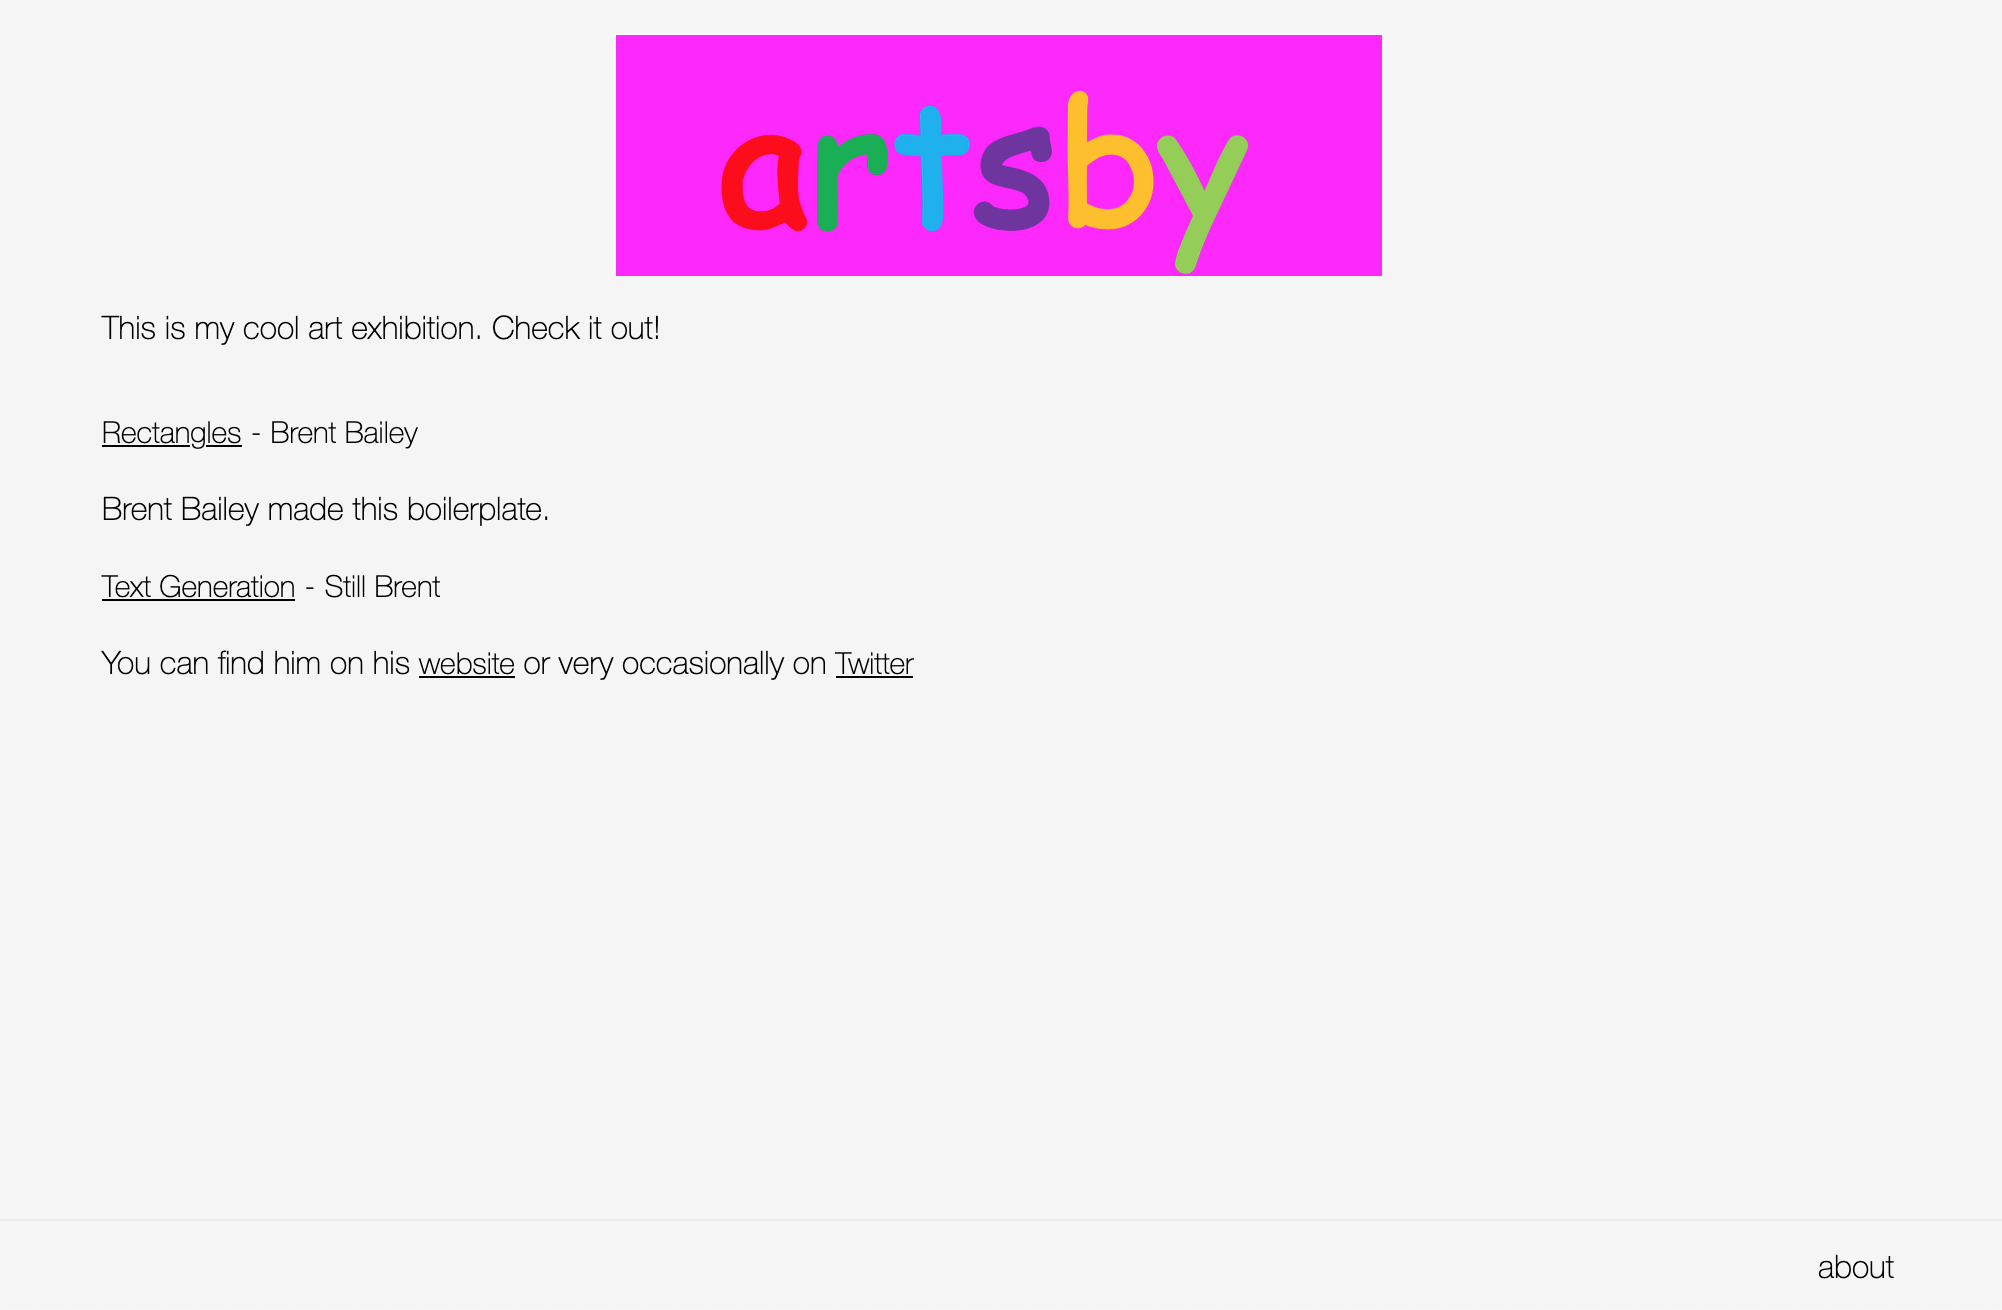 artsby
This is my cool art exhibition. Check it out!
Rectangles - Brent Bailey
Brent Bailey made this boilerplate.
Text Generation - Still Brent
You can find him on his website or very occasionally on Twitter
about